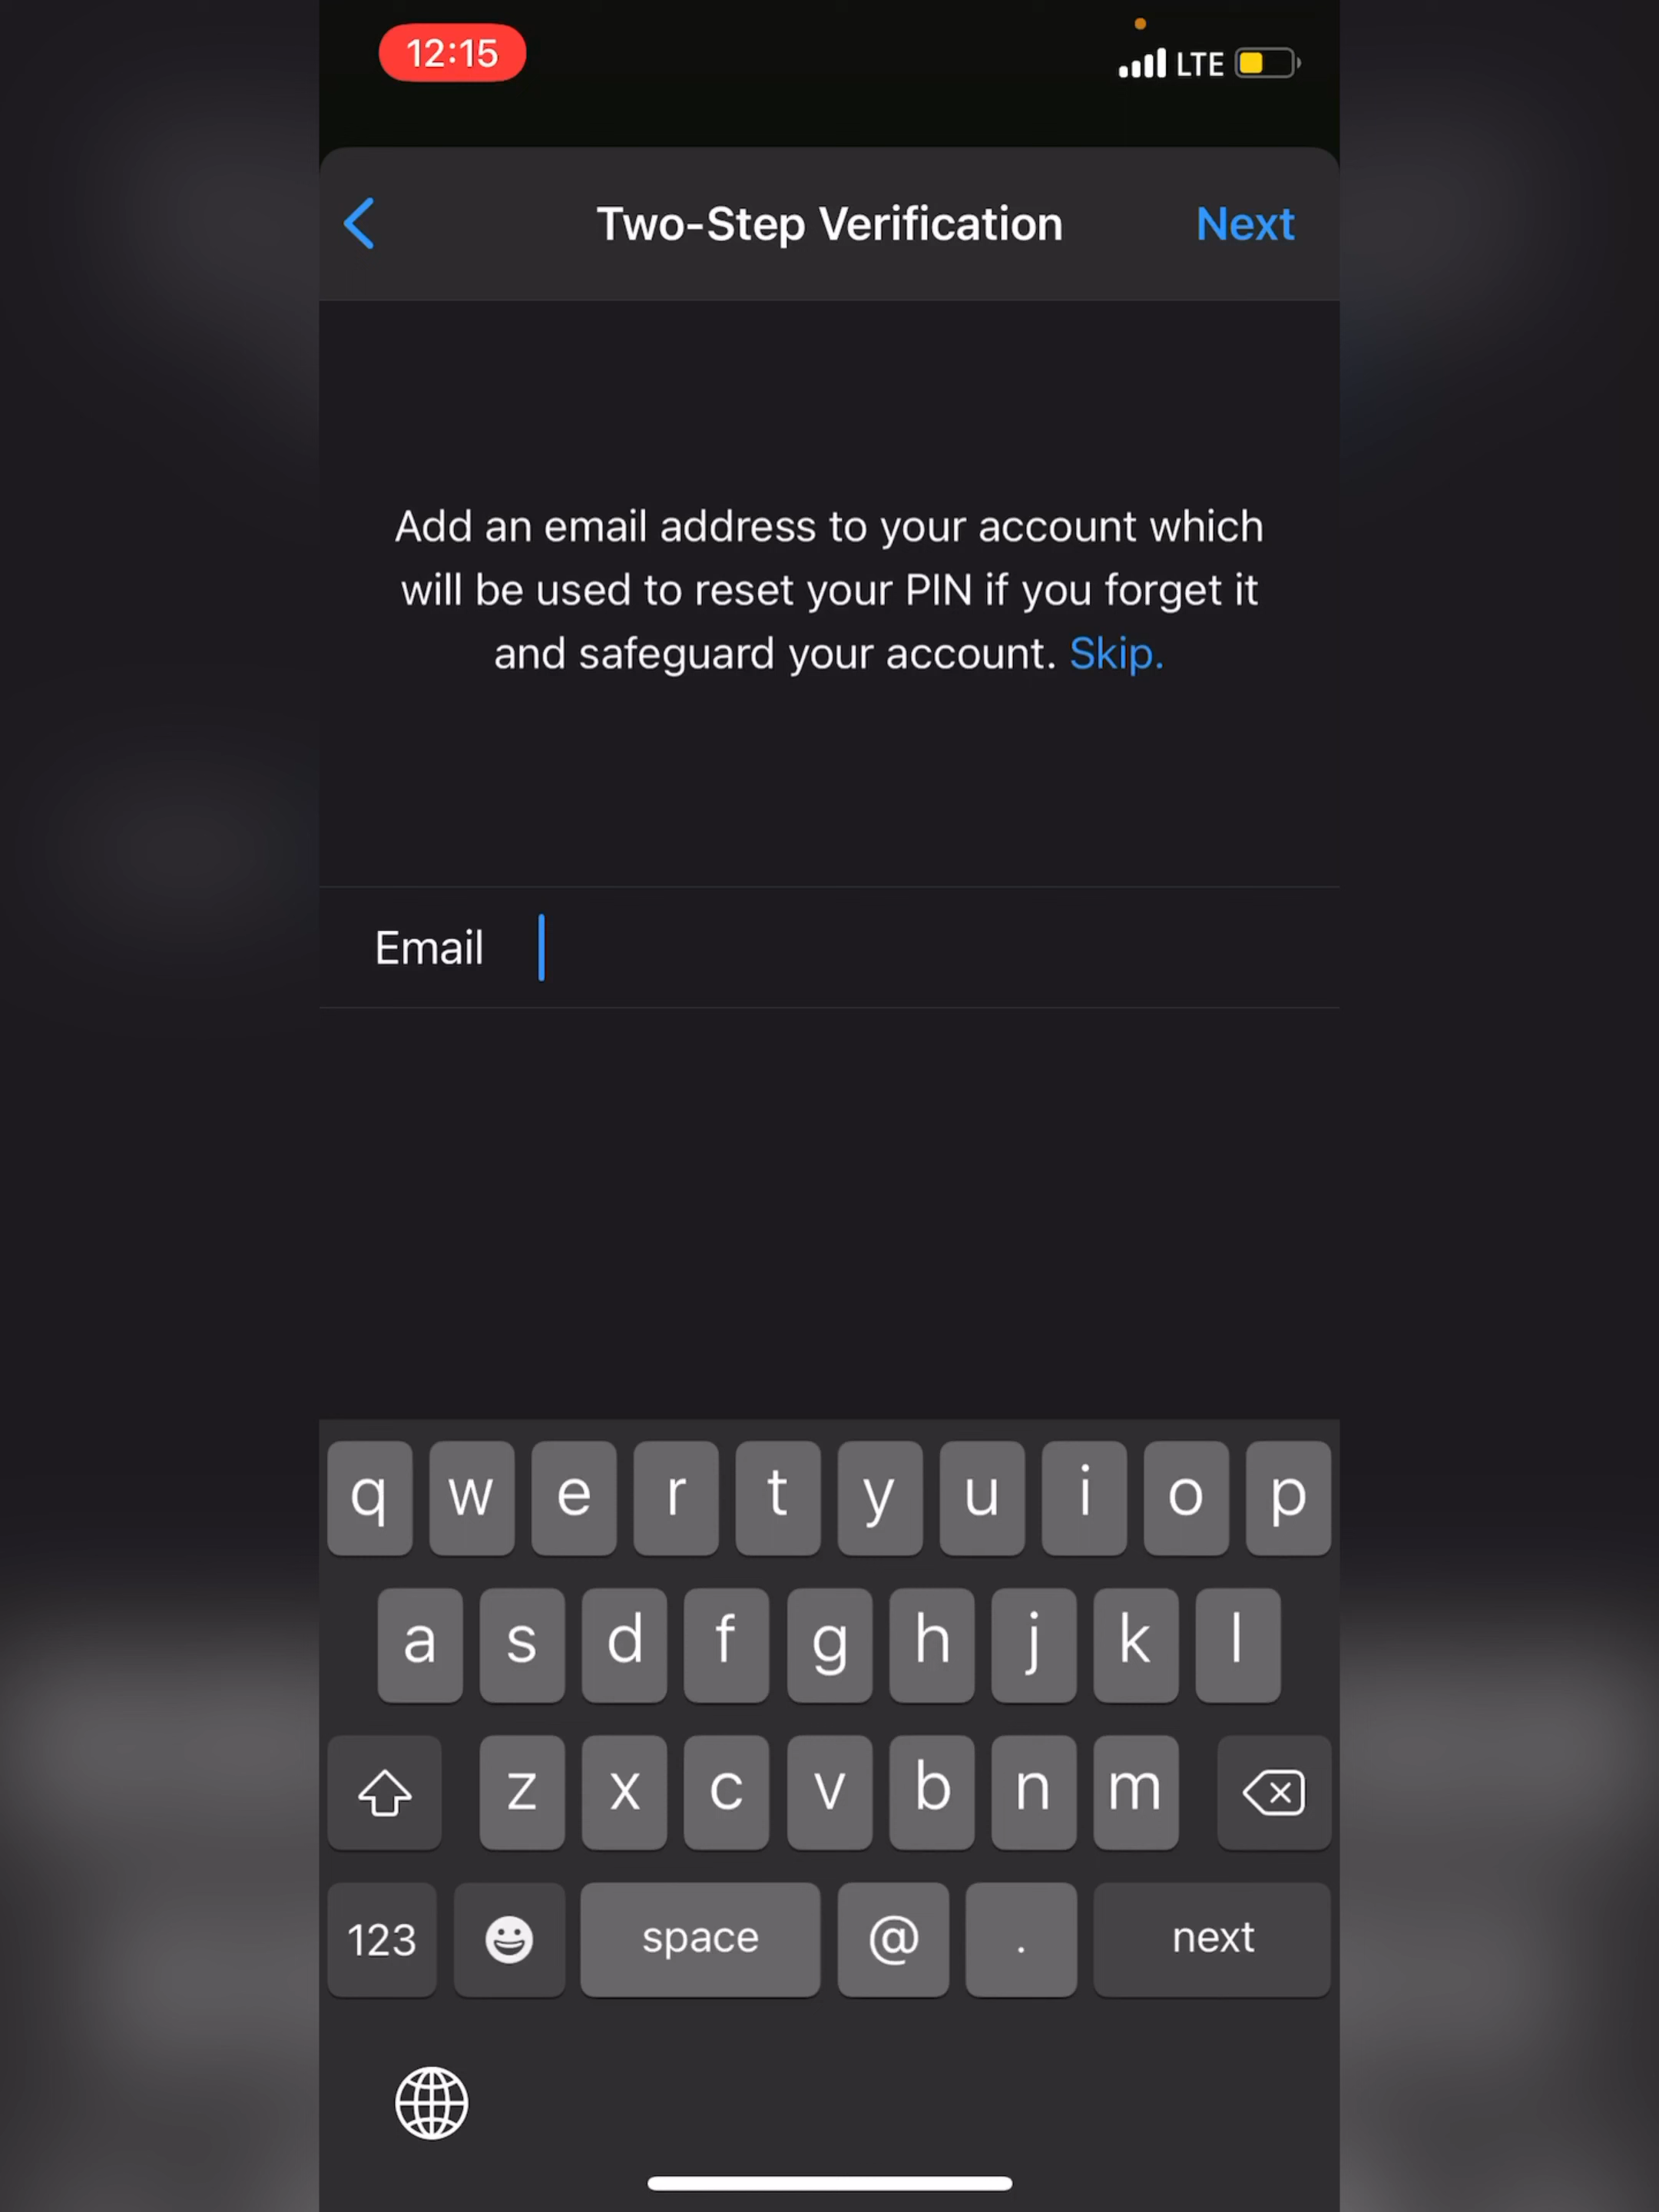 12:15
LTE
Two-Step Verification
Next
Add an email address to your account which
will be used to reset your PIN if you forget it
and safeguard your account. Skip.
Email
q w e r t y u i o p
a s d f g h j k l
z x c v b n m
123 space @ . next